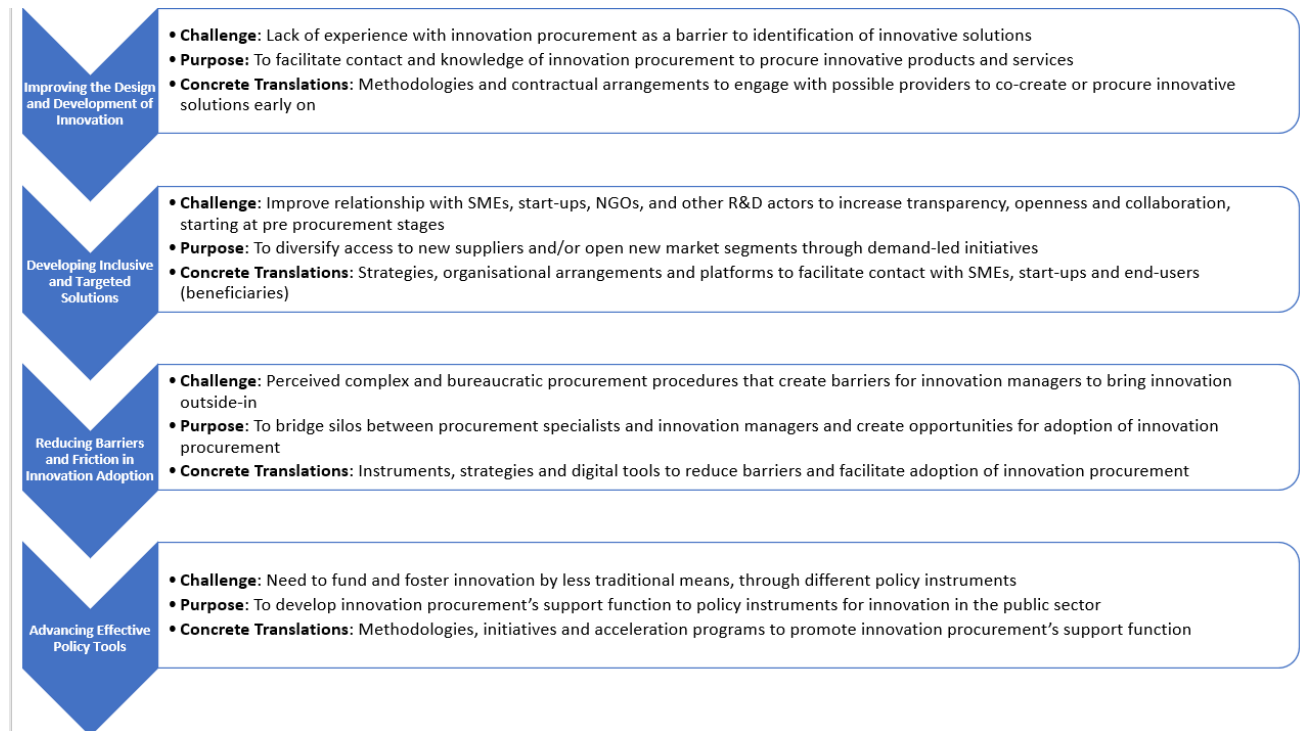 Improving the Design
and Development of
Innovation
• Challenge: Lack of experience with innovation procurement as a barrier to identification of innovative solutions
• Purpose: To facilitate contact and knowledge of innovation procurement to procure innovative products and services
• Concrete Translations: Methodologies and contractual arrangements to engage with possible providers to co-create or procure innovative
solutions early on
Developing Inclusive
and Targeted
Solutions
• Challenge: Improve relationship with SMEs, start-ups, NGOs, and other R&D actors to increase transparency, openness and collaboration,
starting at pre procurement stages
• Purpose: To diversify access to new suppliers and/or open new market segments through demand-led initiatives
• Concrete Translations: Strategies, organisational arrangements and platforms to facilitate contact with SMEs, start-ups and end-users
(beneficiaries)
Reducing Barriers
and Friction in
Innovation Adoption
• Challenge: Perceived complex and bureaucratic procurement procedures that create barriers for innovation managers to bring innovation
outside-in
• Purpose: To bridge silos between procurement specialists and innovation managers and create opportunities for adoption of innovation
procurement
• Concrete Translations: Instruments, strategies and digital tools to reduce barriers and facilitate adoption of innovation procurement
Advancing Effective
Policy Tools
• Challenge: Need to fund and foster innovation by less traditional means, through different policy instruments
• Purpose: To develop innovation procurement's support function to policy instruments for innovation in the public sector
• Concrete Translations: Methodologies, initiatives and acceleration programs to promote innovation procurement's support function